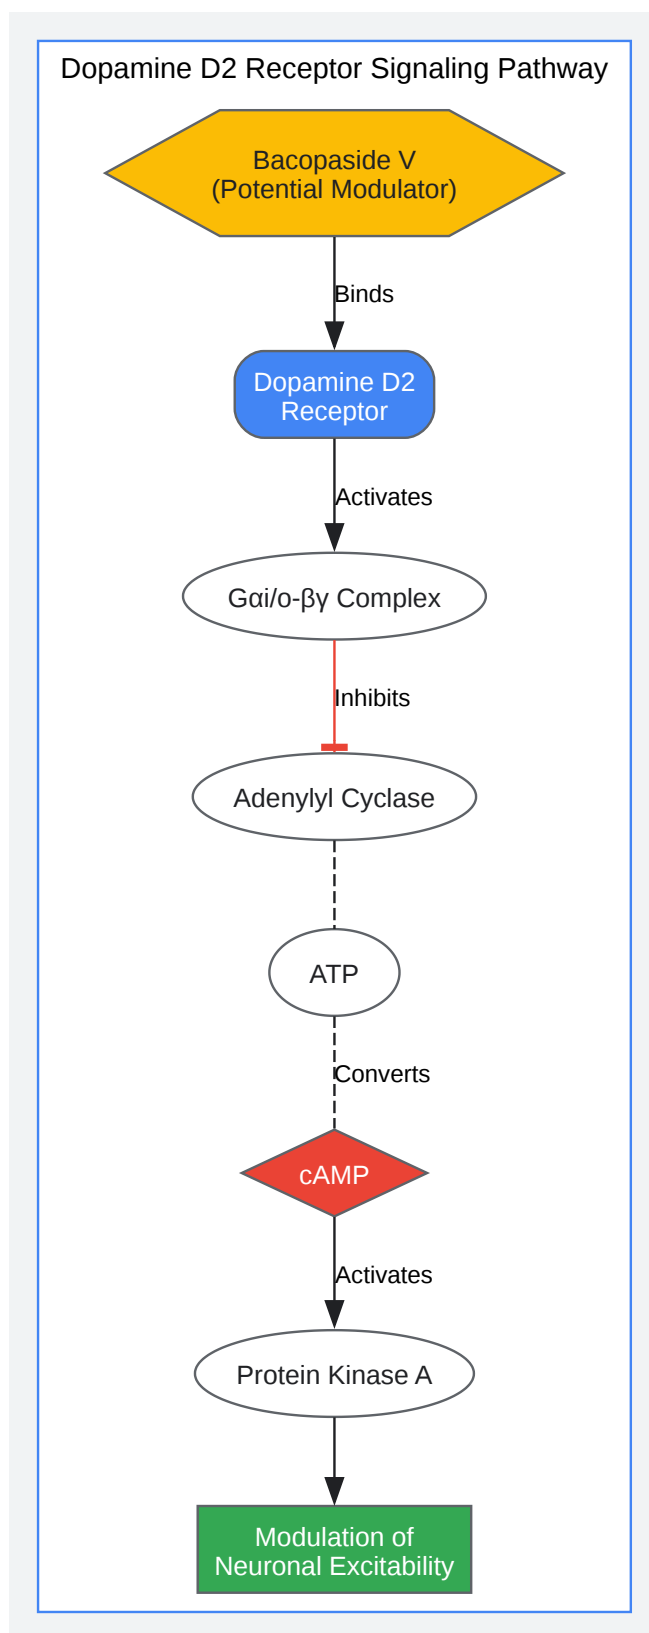 Dopamine D2 Receptor Signaling Pathway
Bacopaside V
(Potential Modulator)
Binds
Dopamine D2
Receptor
Activates
Gαi/o-βγ Complex
Inhibits
Adenylyl Cyclase
ATP
Converts
cAMP
Activates
Protein Kinase A
Modulation of
Neuronal Excitability